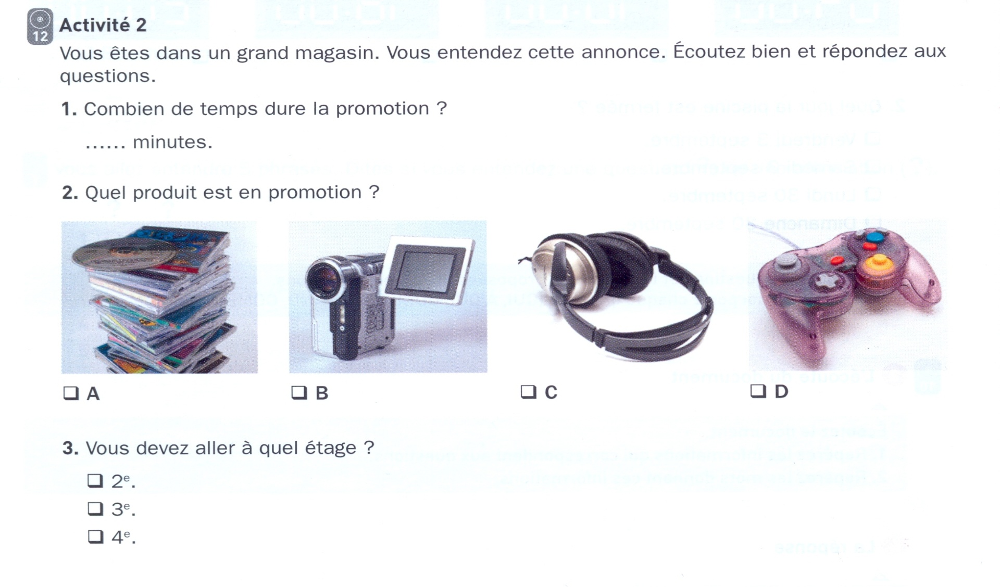 12
Activité 2
Vous êtes dans un grand magasin. Vous entendez cette annonce. Écoutez bien et répondez aux
questions.
1. Combien de temps dure la promotion ?
...... minutes.
2. Quel produit est en promotion ?
❑ A ❑ B ❑ C ❑ D
3. Vous devez aller à quel étage ?
❑ 2e.
❑ 3e.
❑ 4e.